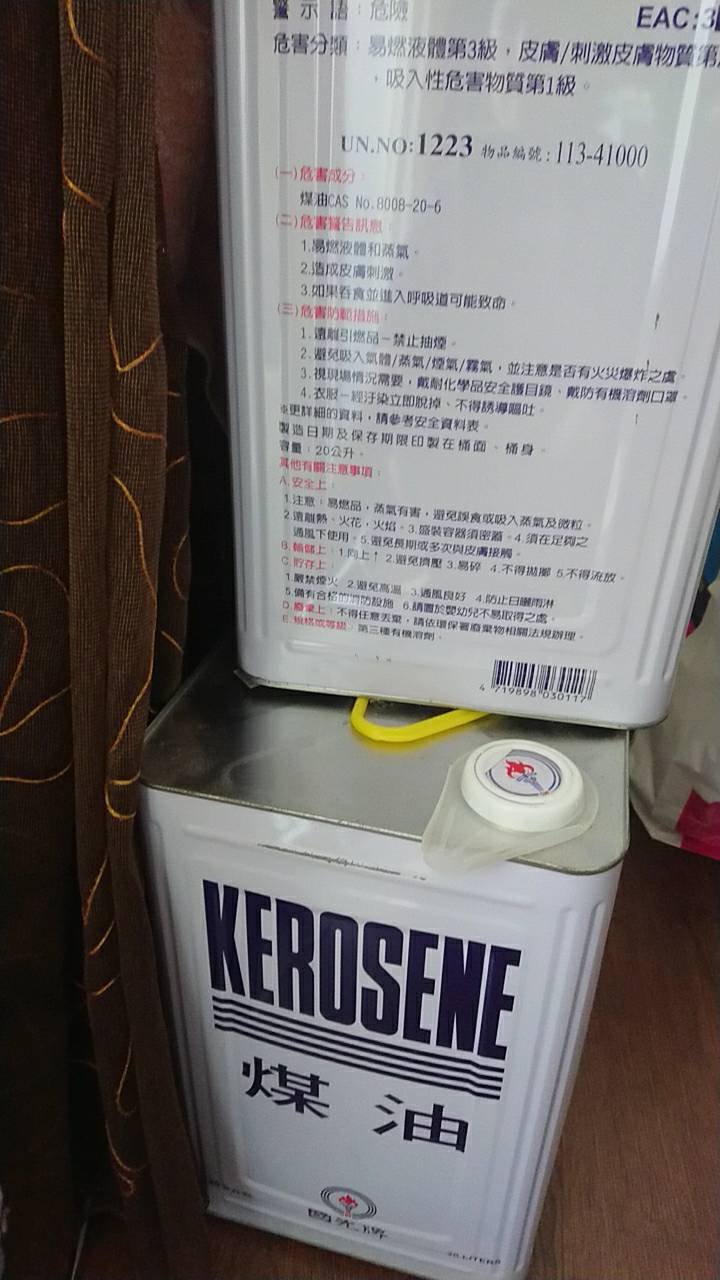 警示語：危險
EAC:3
危害分類：易燃液體第3級，皮膚/刺激皮膚物質第
，吸入性危害物質第1級。
UN.NO:1223 物品編號：113-41000
(一)危害成分：
煤油CAS No.8008-20-6
(二)危害警告訊息：
1.易燃液體和蒸氣。
2.造成皮膚刺激。
3.如果吞食並進入呼吸道可能致命。
(三)危害防範措施：
1.遠離引燃品－禁止抽煙。
2.避免吸入氣體/蒸氣/煙氣/霧氣，並注意是否有火災爆炸之虞。
3.視現場情況需要，戴耐化學品安全護目鏡、戴防有機溶劑口罩。
4.衣服一經汙染立即脫掉、不得誘導嘔吐。
※更詳細的資料，請參考安全資料表。
製造日期及保存期限印製在桶面、桶身。
容量：20公升。
其他有關注意事項：
A.安全上：
1.注意：易燃品，蒸氣有害，避免誤食或吸入蒸氣及微粒。
2.遠離熱、火花，火焰。3.盛裝容器須密蓋。4.須在足夠之
通風下使用。5.避免長期或多次與皮膚接觸。
B.輸儲上：1.向上↑ 2.避免擠壓 3.易碎 4.不得拋擲 5.不得流放。
C.貯存上：
1.嚴禁煙火 2.避免高溫 3.通風良好 4.防止日曬雨淋
5.備有合格的消防設施 6.請置於嬰幼兒不易取得之處。
D.廢棄上：不得任意丟棄，請依環保署廢棄物相關法規辦理。
E.規格或等級：第三種有機溶劑。
4 719898 030117
KEROSENE
煤油
國光牌
20 LITERS